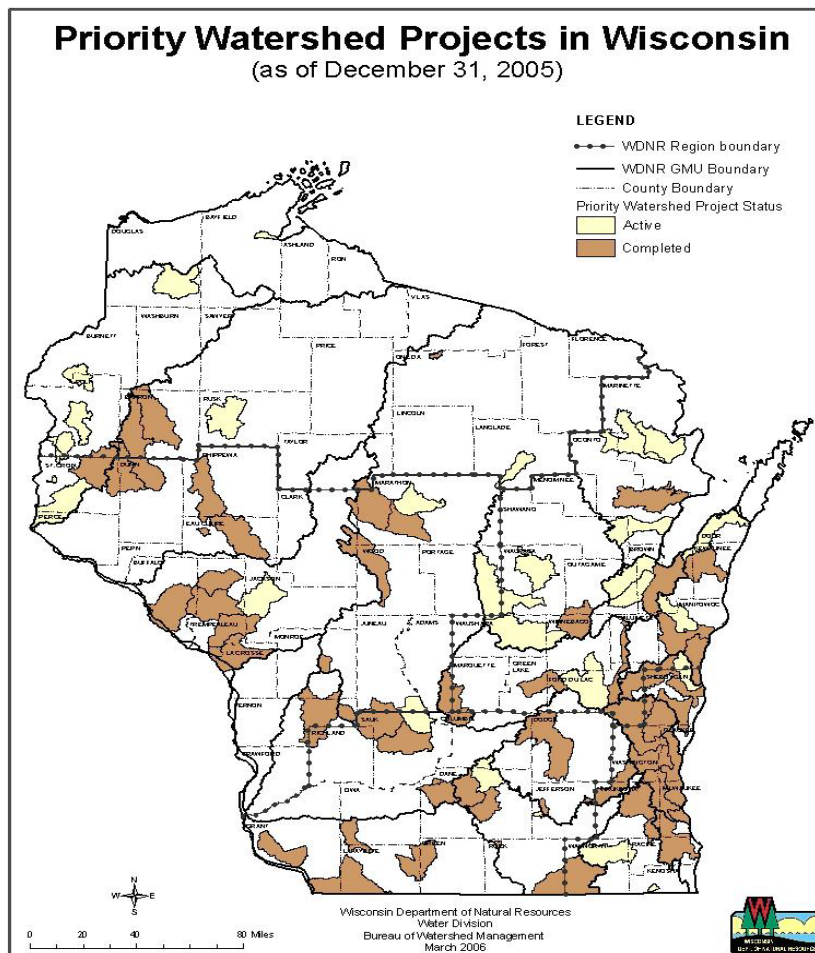 Priority Watershed Projects in Wisconsin
(as of December 31, 2005)
LEGEND
WDNR Region boundary
WDNR GMU Boundary
County Boundary
Priority Watershed Project Status
Active
Completed
DOUGLAS
BAYFIELD
ASHLAND
IRON
VILAS
WASHBURN
SAWYER
BURNETT
PRICE
ONEIDA
FOREST
FLORENCE
MARINETTE
BARRON
RUSK
LINCOLN
LANGLADE
TAYLOR
OCONTO
ST. CROIX
DUNN
CHIPPEWA
CLARK
MARATHON
MENOMINEE
SHAWANO
PIERCE
PEPIN
EAU CLAIRE
BUFFALO
WOOD
PORTAGE
WAUPACA
OUTAGAMIE
BROWN
DOOR
KEWAUNEE
JACKSON
TREMPEALEAU
MONROE
JUNEAU
ADAMS
WAUSHARA
WINNEBAGO
CALUMET
MANITOWOC
LACROSSE
MARQUETTE
GREEN
LAKE
FOND DU LAC
SHEBOYGAN
VERNON
RICHLAND
SAUK
COLUMBIA
DODGE
CRAWFORD
WASHINGTON
IOWA
DANE
JEFFERSON
WAUKESHA
MILWAUKEE
GRANT
LAFAYETTE
GREEN
ROCK
WALWORTH
RACINE
KENOSHA
N
W E
S
0 20 40 80 Miles
Wisconsin Department of Natural Resources
Water Division
Bureau of Watershed Management
March 2006
WISCONSIN
DEPT. OF NATURAL RESOURCES